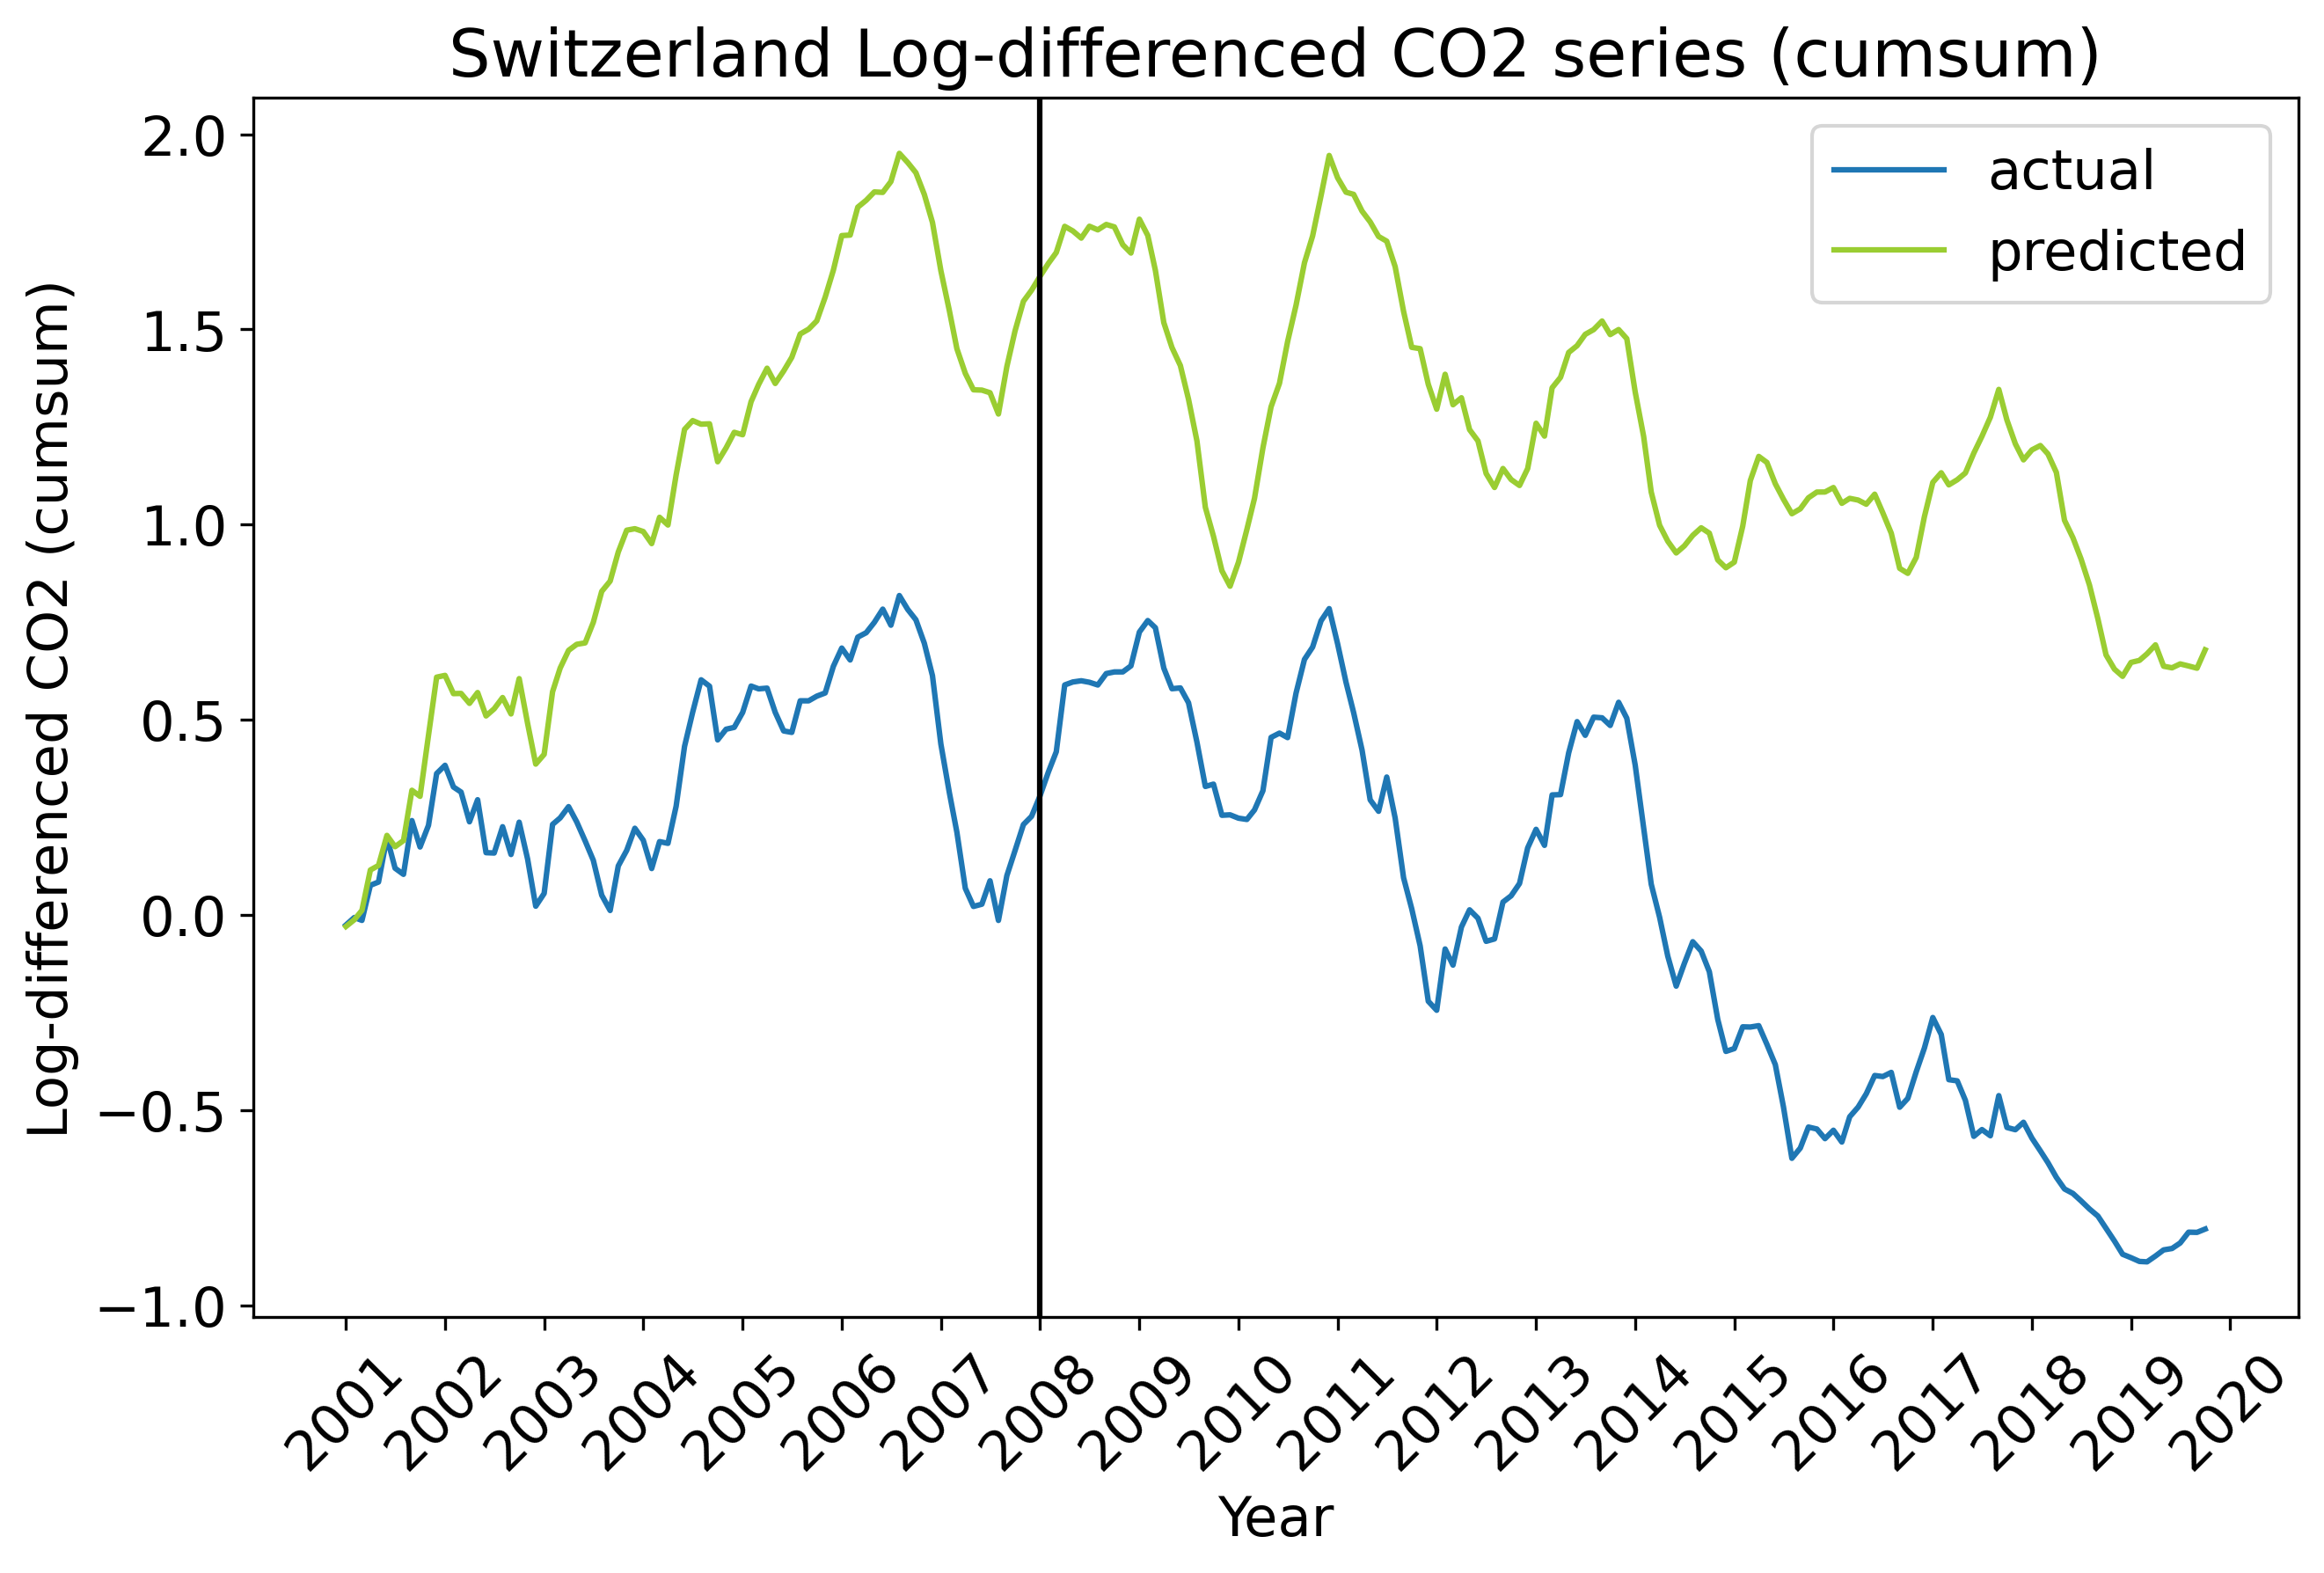 Switzerland Log-differenced CO2 series (cumsum)
actual
predicted
Log-differenced CO2 (cumsum)
2.0
1.5
1.0
0.5
0.0
−0.5
−1.0
2001 2002 2003 2004 2005 2006 2007 2008 2009 2010 2011 2012 2013 2014 2015 2016 2017 2018 2019 2020
Year